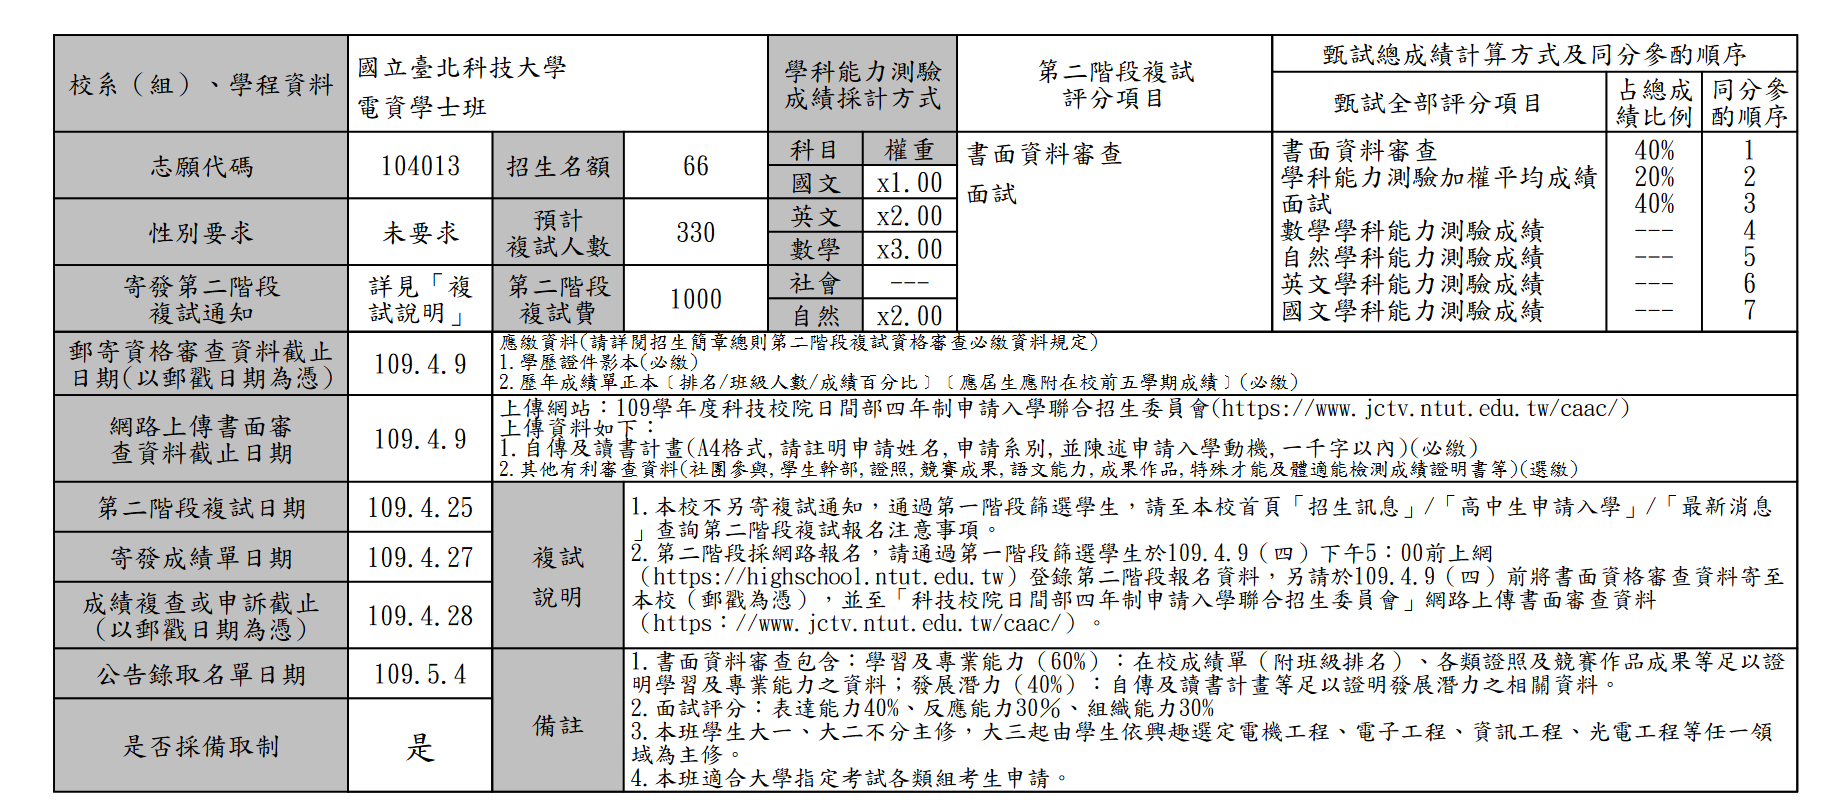 校系（組）、學程資料
國立臺北科技大學
電資學士班
學科能力測驗
成績採計方式
第二階段複試
評分項目
甄試總成績計算方式及同分參酌順序
甄試全部評分項目
占總成
績比例
同分參
酌順序
志願代碼
104013
招生名額
66
科目 權重
國文 x1.00
英文 x2.00
數學 x3.00
社會 ---
自然 x2.00
書面資料審查
面試
書面資料審查 40% 1
學科能力測驗加權平均成績 20% 2
面試 40% 3
數學學科能力測驗成績 --- 4
自然學科能力測驗成績 --- 5
英文學科能力測驗成績 --- 6
國文學科能力測驗成績 --- 7
性別要求
未要求
預計
複試人數
330
寄發第二階段
複試通知
詳見「複
試說明」
第二階段
複試費
1000
郵寄資格審查資料截止
日期(以郵戳日期為憑)
109.4.9
應繳資料(請詳閱招生簡章總則第二階段複試資格審查必繳資料規定)
1.學歷證件影本(必繳)
2.歷年成績單正本〔排名/班級人數/成績百分比〕〔應屆生應附在校前五學期成績〕(必繳)
網路上傳書面審
查資料截止日期
109.4.9
上傳網站：109學年度科技校院日間部四年制申請入學聯合招生委員會(https://www.jctv.ntut.edu.tw/caac/)
上傳資料如下：
1.自傳及讀書計畫(A4格式,請註明申請姓名,申請系別,並陳述申請入學動機,一千字以內)(必繳)
2.其他有利審查資料(社團參與,學生幹部,證照,競賽成果,語文能力,成果作品,特殊才能及體適能檢測成績證明書等)(選繳)
第二階段複試日期
109.4.25
寄發成績單日期
109.4.27
成績複查或申訴截止
（以郵戳日期為憑）
109.4.28
複試
說明
1.本校不另寄複試通知，通過第一階段篩選學生，請至本校首頁「招生訊息」/「高中生申請入學」/「最新消息
」查詢第二階段複試報名注意事項。
2.第二階段採網路報名，請通過第一階段篩選學生於109.4.9（四）下午5：00前上網
（https://highschool.ntut.edu.tw）登錄第二階段報名資料，另請於109.4.9（四）前將書面資格審查資料寄至
本校（郵戳為憑），並至「科技校院日間部四年制申請入學聯合招生委員會」網路上傳書面審查資料
（https：//www.jctv.ntut.edu.tw/caac/）。
公告錄取名單日期
109.5.4
是否採備取制
是
備註
1.書面資料審查包含：學習及專業能力（60%）：在校成績單（附班級排名）、各類證照及競賽作品成果等足以證
明學習及專業能力之資料；發展潛力（40%）：自傳及讀書計畫等足以證明發展潛力之相關資料。
2.面試評分：表達能力40%、反應能力30%、組織能力30%
3.本班學生大一、大二不分主修，大三起由學生依興趣選定電機工程、電子工程、資訊工程、光電工程等任一領
域為主修。
4.本班適合大學指定考試各類組考生申請。